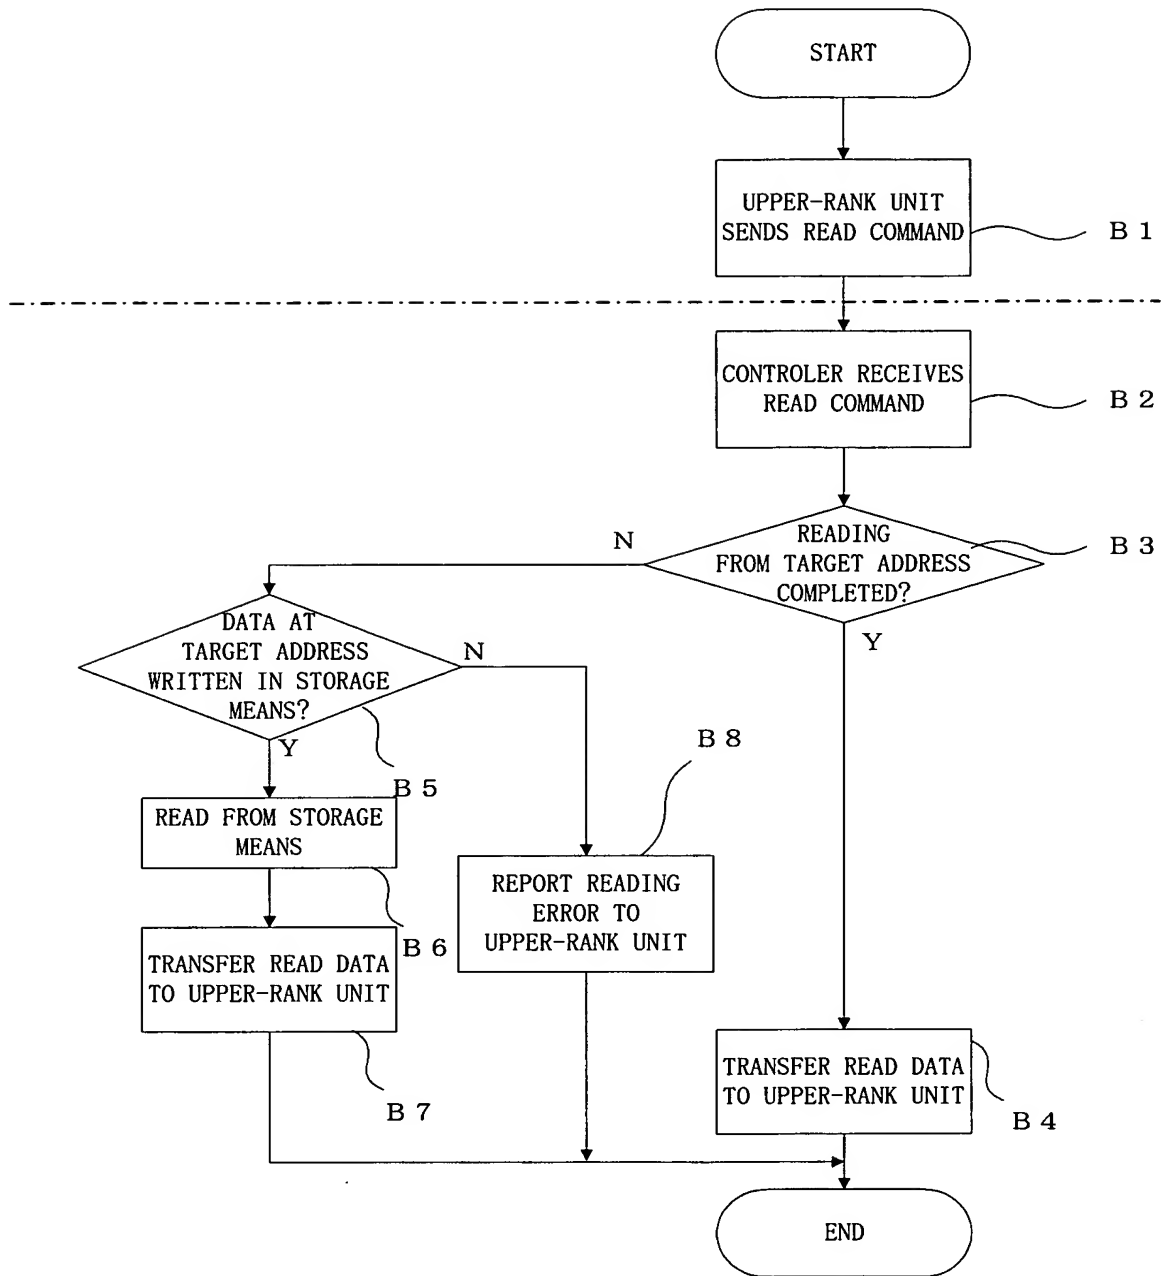 START
UPPER-RANK UNIT
SENDS READ COMMAND
B 1
CONTROLER RECEIVES
READ COMMAND
B 2
READING
FROM TARGET ADDRESS
COMPLETED?
B 3
N
Y
DATA AT
TARGET ADDRESS
WRITTEN IN STORAGE
MEANS?
N
Y
B 5
B 8
READ FROM STORAGE
MEANS
B 6
REPORT READING
ERROR TO
UPPER-RANK UNIT
TRANSFER READ DATA
TO UPPER-RANK UNIT
B 7
TRANSFER READ DATA
TO UPPER-RANK UNIT
B 4
END